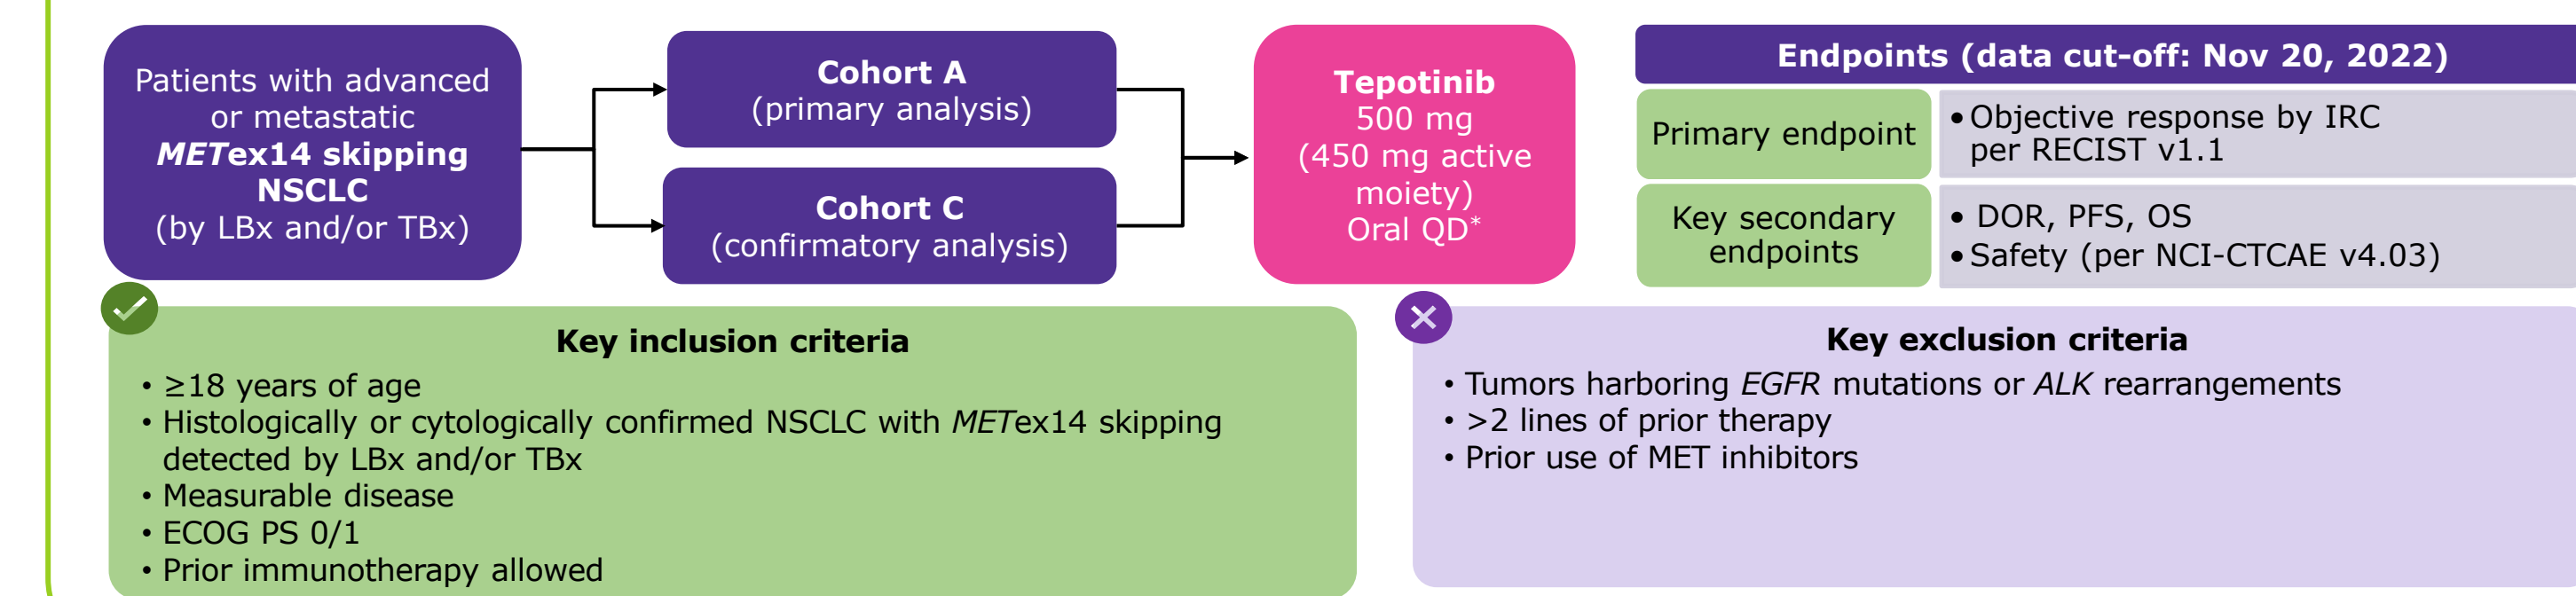 Patients with advanced
or metastatic
METex14 skipping
NSCLC
(by LBx and/or TBx)
Cohort A
(primary analysis)
Cohort C
(confirmatory analysis)
Tepotinib
500 mg
(450 mg active
moiety)
Oral QD*
Endpoints (data cut-off: Nov 20, 2022)
Primary endpoint
• Objective response by IRC
per RECIST v1.1
Key secondary
endpoints
• DOR, PFS, OS
• Safety (per NCI-CTCAE v4.03)
Key inclusion criteria
• ≥18 years of age
• Histologically or cytologically confirmed NSCLC with METex14 skipping
detected by LBx and/or TBx
• Measurable disease
• ECOG PS 0/1
• Prior immunotherapy allowed
Key exclusion criteria
• Tumors harboring EGFR mutations or ALK rearrangements
• >2 lines of prior therapy
• Prior use of MET inhibitors